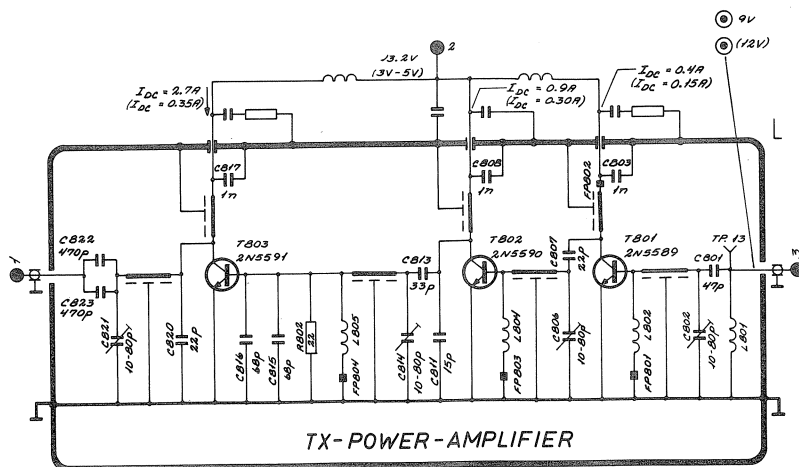 9V
(12V)
2
13.2V
(3V-5V)
IDC = 2.7A
(IDC = 0.35A)
IDC = 0.9A
(IDC = 0.30A)
IDC = 0.4A
(IDC = 0.15A)
L
C817
1n
C808
1n
FP802
C803
1n
C822
470p
T803
2N5591
C813
33p
T802
2N5590
C807
22p
T801
2N5589
TP. 13
C801
47p
1
3
C823
470p
C821
10-80p
C820
22p
C816
68p
C815
68p
R802
22
L805
FP804
C814
10-80p
C811
15p
L804
FP803
C806
10-80p
L802
FP801
C802
10-80p
L801
TX-POWER-AMPLIFIER